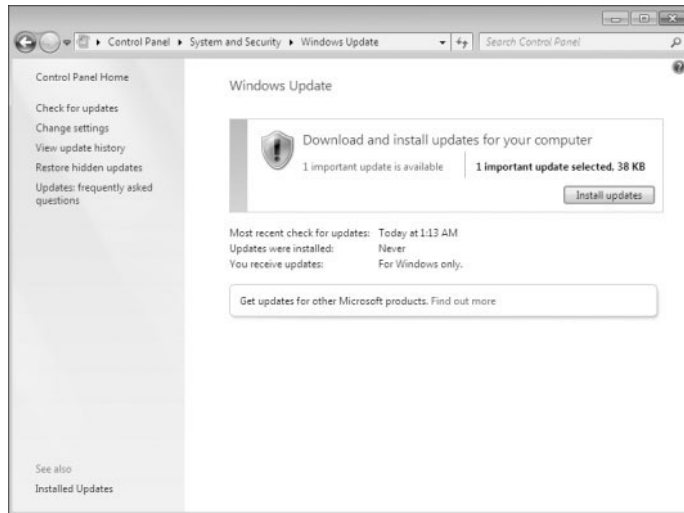 Control Panel ▸ System and Security ▸ Windows Update
Search Control Panel
Control Panel Home
Check for updates
Change settings
View update history
Restore hidden updates
Updates: frequently asked
questions
See also
Installed Updates
Windows Update
Download and install updates for your computer
1 important update is available
1 important update selected, 38 KB
Install updates
Most recent check for updates: Today at 1:13 AM
Updates were installed: Never
You receive updates: For Windows only.
Get updates for other Microsoft products. Find out more